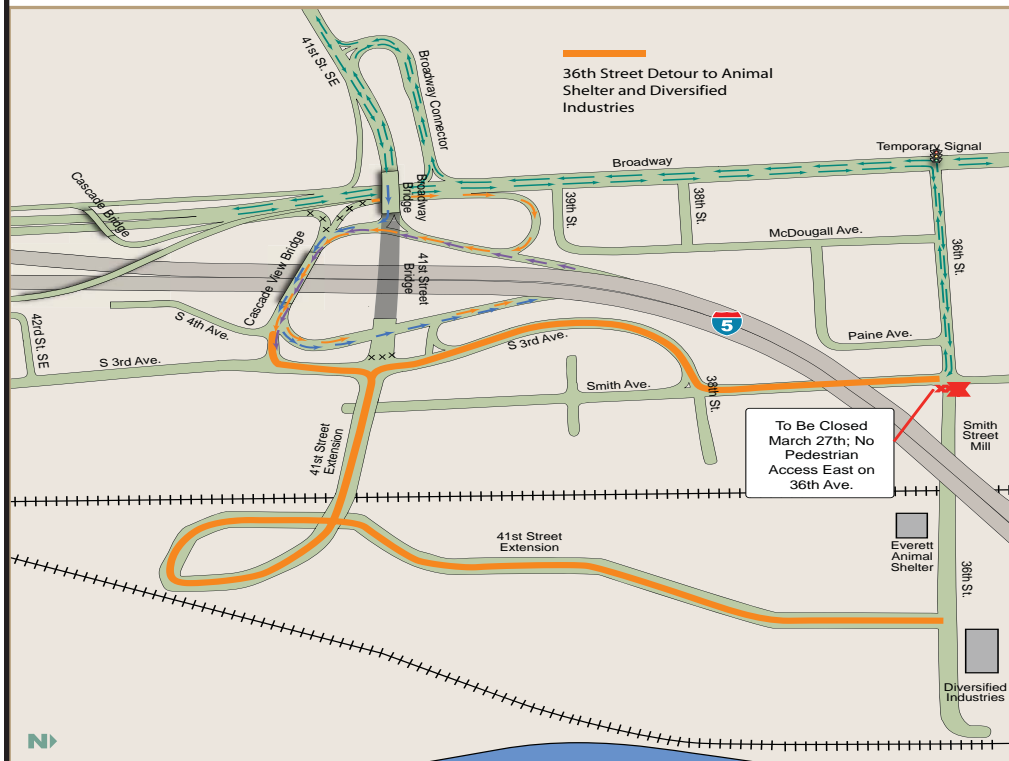 41st St. SE
Broadway Connector
36th Street Detour to Animal
Shelter and Diversified
Industries
Temporary Signal
Broadway
Cascade Bridge
Broadway
Bridge
39th St.
38th St.
McDougall Ave.
36th St.
Cascade View Bridge
41st Street
Bridge
5
42rd St. SE
S 4th Ave.
S 3rd Ave.
S 3rd Ave.
Paine Ave.
Smith Ave.
38th St.
To Be Closed
March 27th; No
Pedestrian
Access East on
36th Ave.
Smith
Street
Mill
41st Street
Extension
41st Street
Extension
Everett
Animal
Shelter
36th St.
Diversified
Industries
N